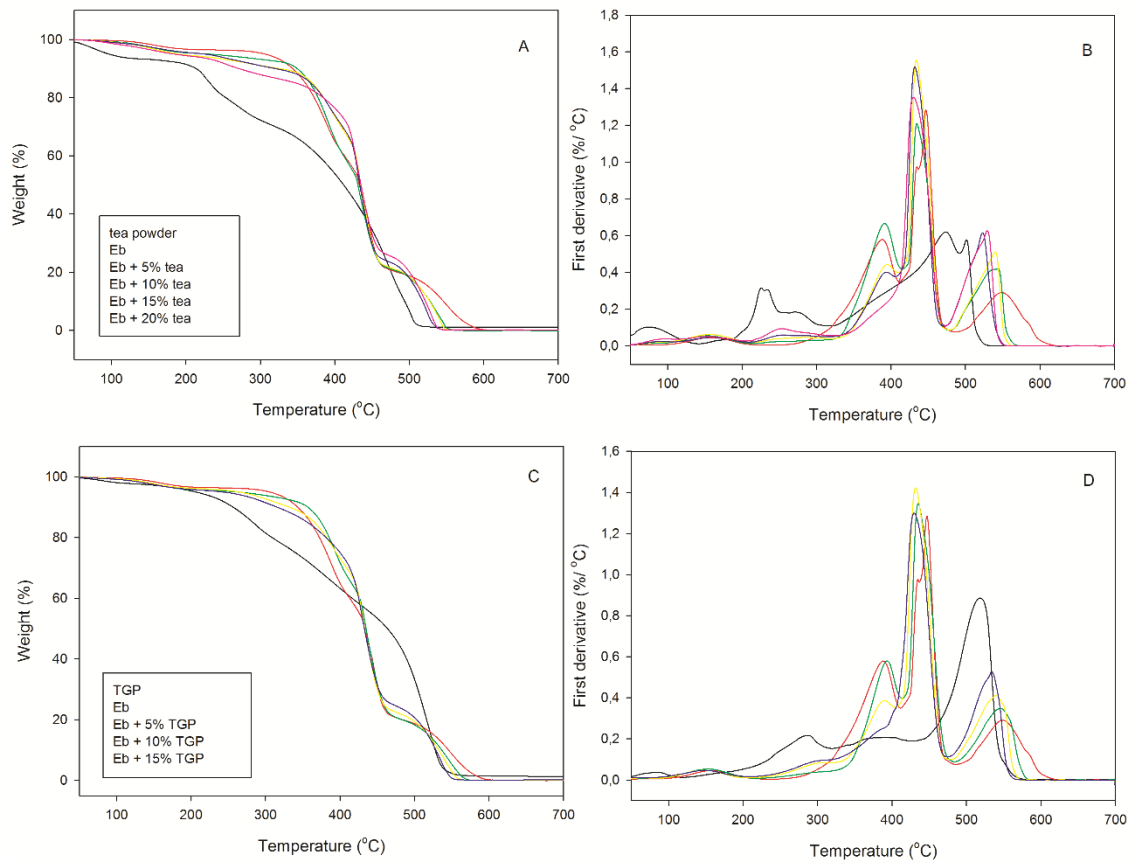 A
Weight (%)
100
80
60
40
20
0
tea powder
Eb
Eb + 5% tea
Eb + 10% tea
Eb + 15% tea
Eb + 20% tea
100 200 300 400 500 600 700
Temperature (°C)
B
First derivative (%/ °C)
1,8
1,6
1,4
1,2
1,0
0,8
0,6
0,4
0,2
0,0
100 200 300 400 500 600 700
Temperature (°C)
C
Weight (%)
100
80
60
40
20
0
TGP
Eb
Eb + 5% TGP
Eb + 10% TGP
Eb + 15% TGP
100 200 300 400 500 600 700
Temperature (°C)
D
First derivative (%/ °C)
1,6
1,4
1,2
1,0
0,8
0,6
0,4
0,2
0,0
100 200 300 400 500 600 700
Temperature (°C)